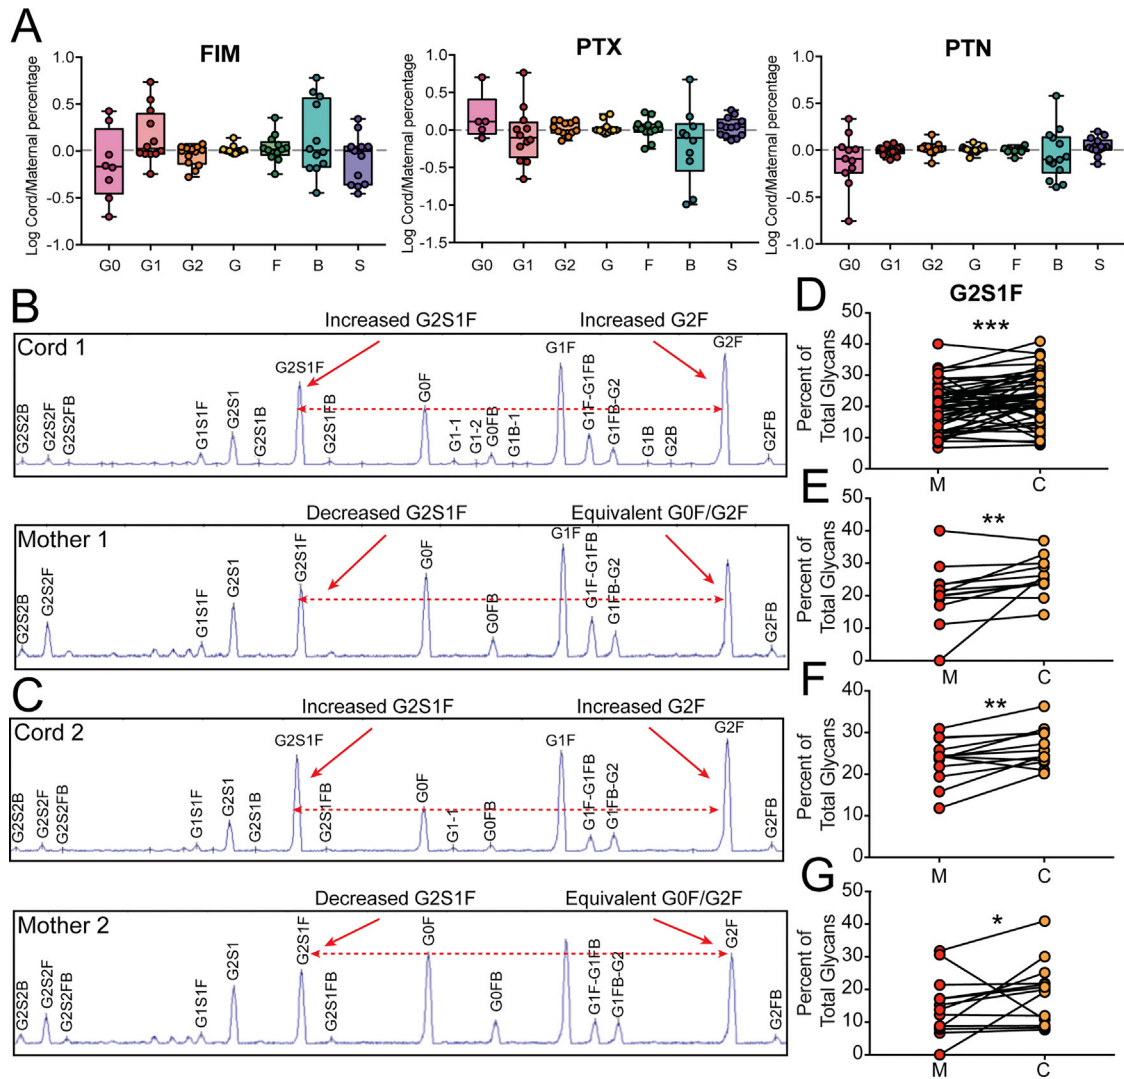 A
FIM
PTX
PTN
Log Cord/Maternal percentage
1.0
0.5
0.0
-0.5
-1.0
G0 G1 G2 G F B S
Log Cord/Maternal percentage
1.0
0.5
0.0
-0.5
-1.0
-1.5
G0 G1 G2 G F B S
Log Cord/Maternal percentage
1.0
0.5
0.0
-0.5
-1.0
G0 G1 G2 G F B S
B
Increased G2S1F
Increased G2F
Cord 1
G2S2B
G2S2F
G2S2FB
G1S1F
G2S1
G2S1B
G2S1F
G2S1FB
G0F
G1-1
G1-2
G0FB
G1B-1
G1F
G1F-G1FB
G1FB-G2
G1B
G2B
G2F
G2FB
Decreased G2S1F
Equivalent G0F/G2F
Mother 1
G2S2B
G2S2F
G1S1F
G2S1
G2S1F
G0F
G0FB
G1F
G1F-G1FB
G1FB-G2
G2FB
C
Increased G2S1F
Increased G2F
Cord 2
G2S2B
G2S2F
G2S2FB
G1S1F
G2S1
G2S1B
G2S1F
G2S1FB
G0F
G1-1
G0FB
G1F
G1F-G1FB
G1FB-G2
G2F
G2FB
Decreased G2S1F
Equivalent G0F/G2F
Mother 2
G2S2B
G2S2F
G2S2FB
G1S1F
G2S1
G2S1F
G2S1FB
G0F
G0FB
G1F-G1FB
G1FB-G2
G2F
G2FB
D
G2S1F
Percent of
Total Glycans
50
40
30
20
10
0
***
M C
E
Percent of
Total Glycans
50
40
30
20
10
0
**
M C
F
Percent of
Total Glycans
40
30
20
10
0
**
M C
G
Percent of
Total Glycans
50
40
30
20
10
0
*
M C